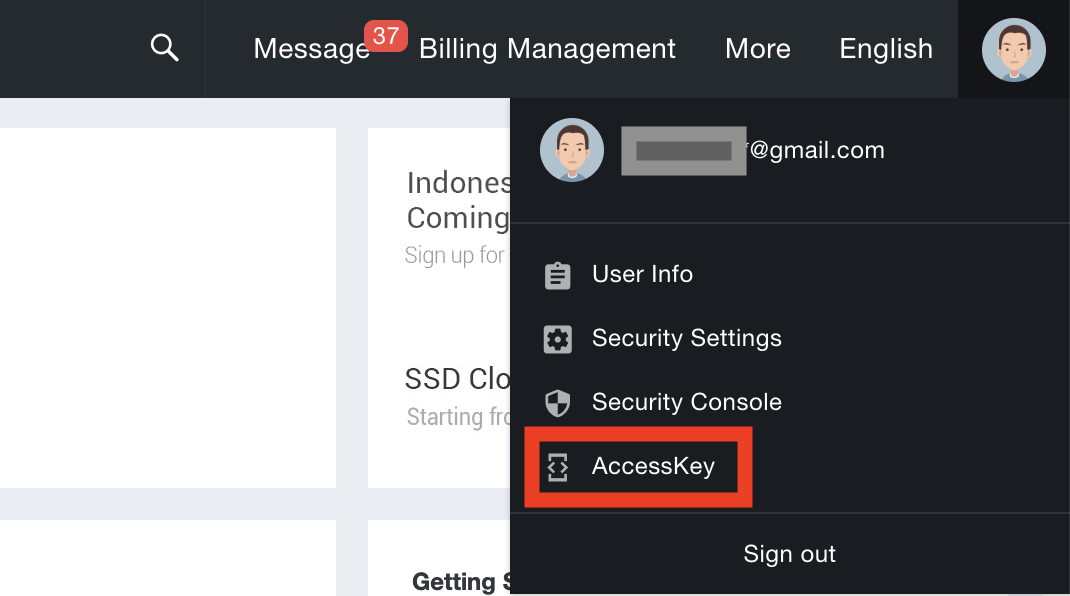 Message 37 Billing Management More English
@gmail.com
Indones
Coming
Sign up for
User Info
Security Settings
SSD Clo
Security Console
Starting fro
AccessKey
Sign out
Getting S